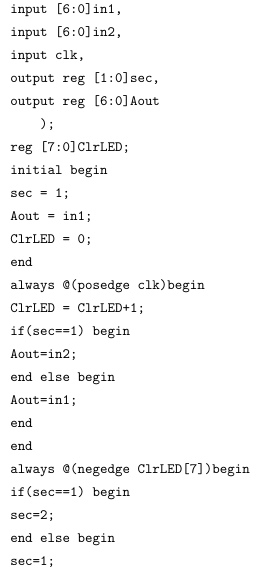 input [6:0]in1,
input [6:0]in2,
input clk,
output reg [1:0]sec,
output reg [6:0]Aout
);
reg [7:0]ClrLED;
initial begin
sec = 1;
Aout = in1;
ClrLED = 0;
end
always @(posedge clk)begin
ClrLED = ClrLED+1;
if(sec==1) begin
Aout=in2;
end else begin
Aout=in1;
end
end
always @(negedge ClrLED[7])begin
if(sec==1) begin
sec=2;
end else begin
sec=1;